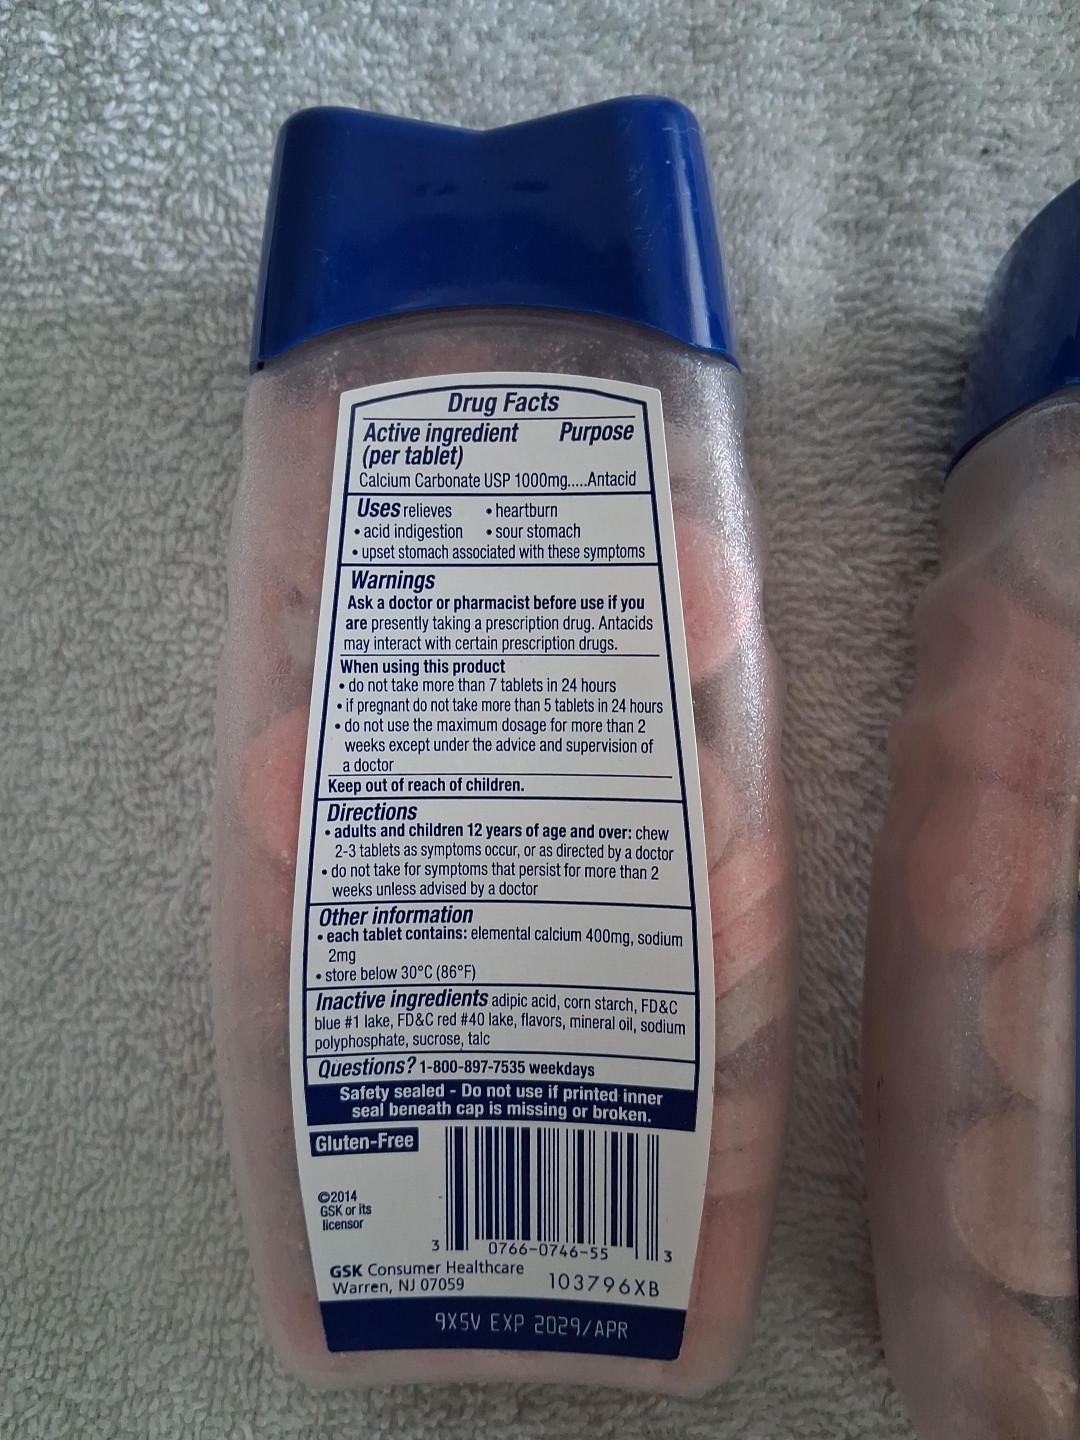 Drug Facts
Active ingredient Purpose
(per tablet)
Calcium Carbonate USP 1000mg.....Antacid
Uses relieves • heartburn
• acid indigestion • sour stomach
• upset stomach associated with these symptoms
Warnings
Ask a doctor or pharmacist before use if you
are presently taking a prescription drug. Antacids
may interact with certain prescription drugs.
When using this product
• do not take more than 7 tablets in 24 hours
• if pregnant do not take more than 5 tablets in 24 hours
• do not use the maximum dosage for more than 2
weeks except under the advice and supervision of
a doctor
Keep out of reach of children.
Directions
• adults and children 12 years of age and over: chew
2-3 tablets as symptoms occur, or as directed by a doctor
• do not take for symptoms that persist for more than 2
weeks unless advised by a doctor
Other information
• each tablet contains: elemental calcium 400mg, sodium
2mg
• store below 30°C (86°F)
Inactive ingredients adipic acid, corn starch, FD&C
blue #1 lake, FD&C red #40 lake, flavors, mineral oil, sodium
polyphosphate, sucrose, talc
Questions? 1-800-897-7535 weekdays
Safety sealed - Do not use if printed inner
seal beneath cap is missing or broken.
Gluten-Free
©2014
GSK or its
licensor
3 0766-0746-55 3
GSK Consumer Healthcare
Warren, NJ 07059 103796XB
9X5V EXP 2029/APR